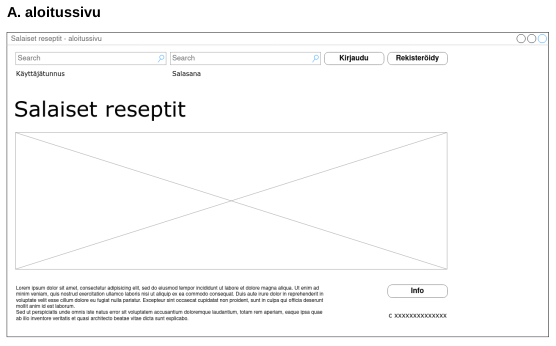 A. aloitussivu
Salaiset reseptit - aloitussivu
Search Search Kirjaudu Rekisteröidy
Käyttäjätunnus Salasana
Salaiset reseptit
Lorem ipsum dolor sit amet, consectetur adipisicing elit, sed do eiusmod tempor incididunt ut labore et dolore magna aliqua. Ut enim ad
minim veniam, quis nostrud exercitation ullamco laboris nisi ut aliquip ex ea commodo consequat. Duis aute irure dolor in reprehenderit in
voluptate velit esse cillum dolore eu fugiat nulla pariatur. Excepteur sint occaecat cupidatat non proident, sunt in culpa qui officia deserunt
mollit anim id est laborum.
Sed ut perspiciatis unde omnis iste natus error sit voluptatem accusantium doloremque laudantium, totam rem aperiam, eaque ipsa quae
ab illo inventore veritatis et quasi architecto beatae vitae dicta sunt explicabo.
Info
c xxxxxxxxxxxxxx